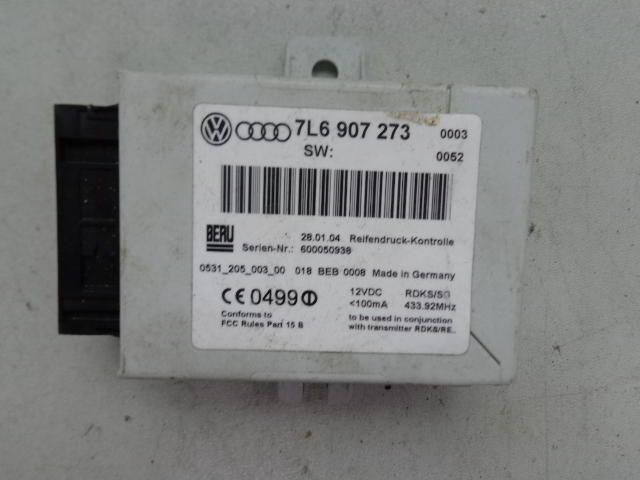 7L6 907 273 0003
SW: 0052
BERU 28.01.04 Reifendruck-Kontrolle
Serien-Nr.: 600050938
0531_205_003_00 018 BEB 0008 Made in Germany
CE0499 12VDC RDKS/SG
<100mA 433.92MHz
Conforms to
FCC Rules Part 15 B
to be used in conjunction
with transmitter RDKS/RE..